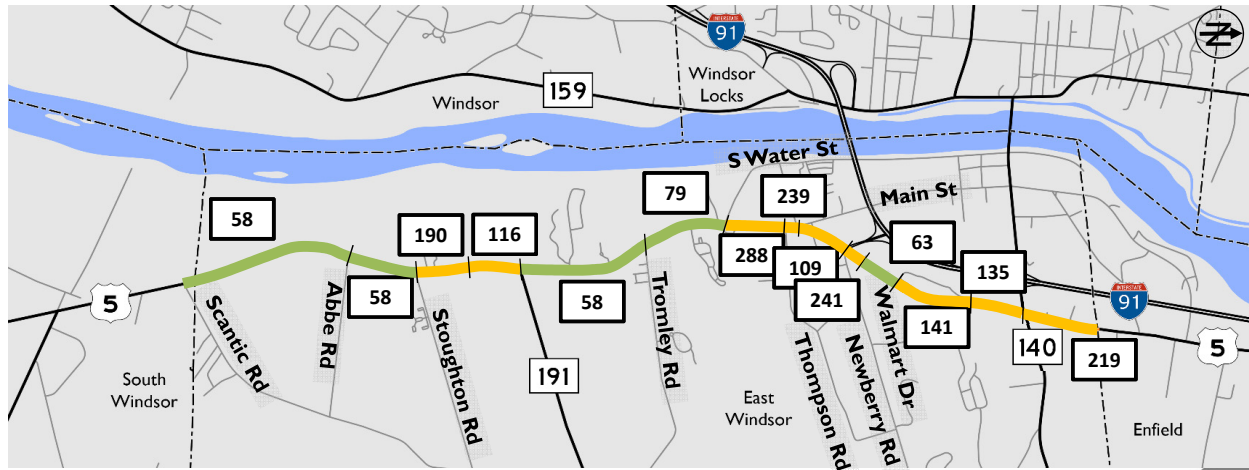 INTERSTATE
91
N
Windsor
Locks
Windsor
159
S Water St
Main St
58
190
116
79
239
63
135
288
109
241
58
58
141
219
5
INTERSTATE
91
5
140
191
Scantic Rd
Abbe Rd
Stoughton Rd
Tromley Rd
Thompson Rd
Newberry Rd
Walmart Dr
South
Windsor
East
Windsor
Enfield